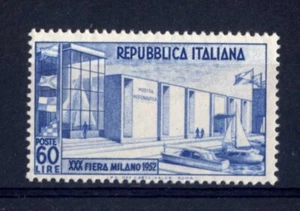 REPUBBLICA ITALIANA
POSTE
60
LIRE
XXX FIERA MILANO 1952